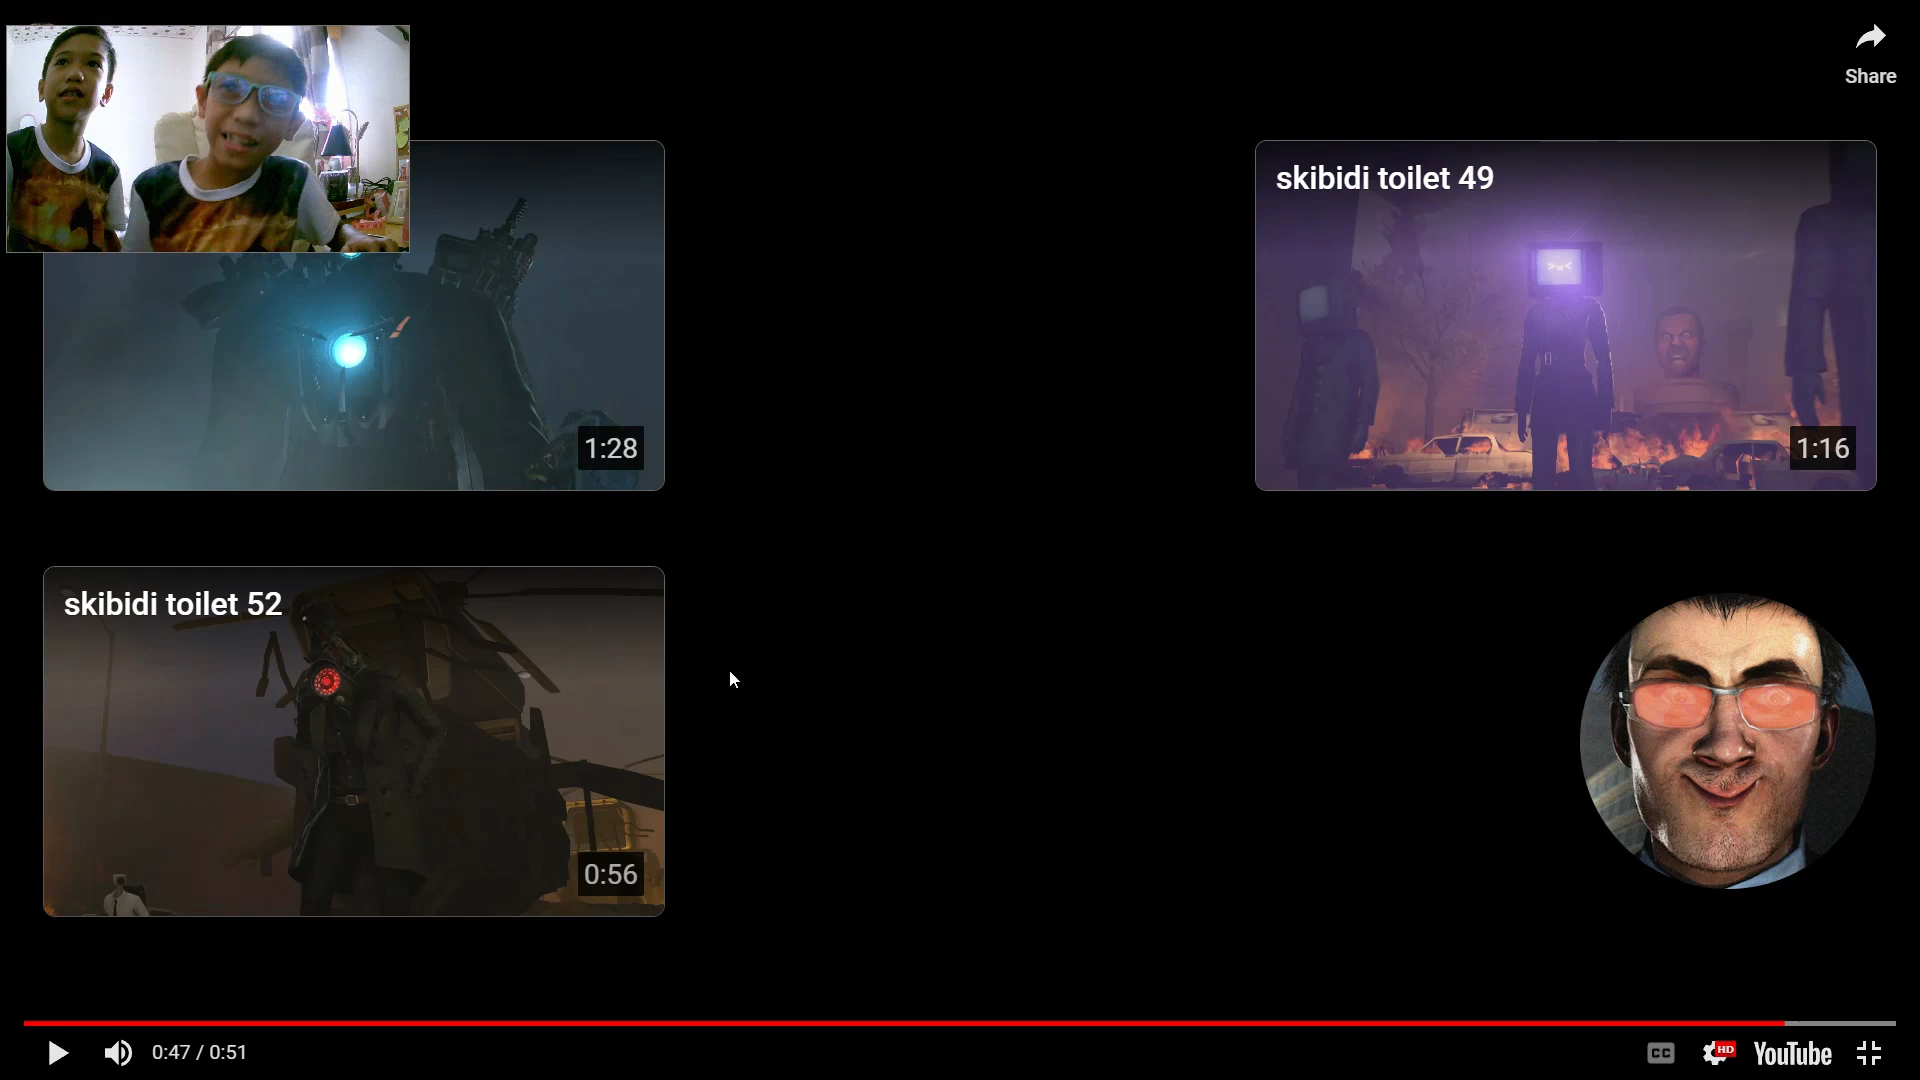 Share
skibidi toilet 49
1:28
1:16
skibidi toilet 52
0:56
0:47 / 0:51
CC
HD
YouTube